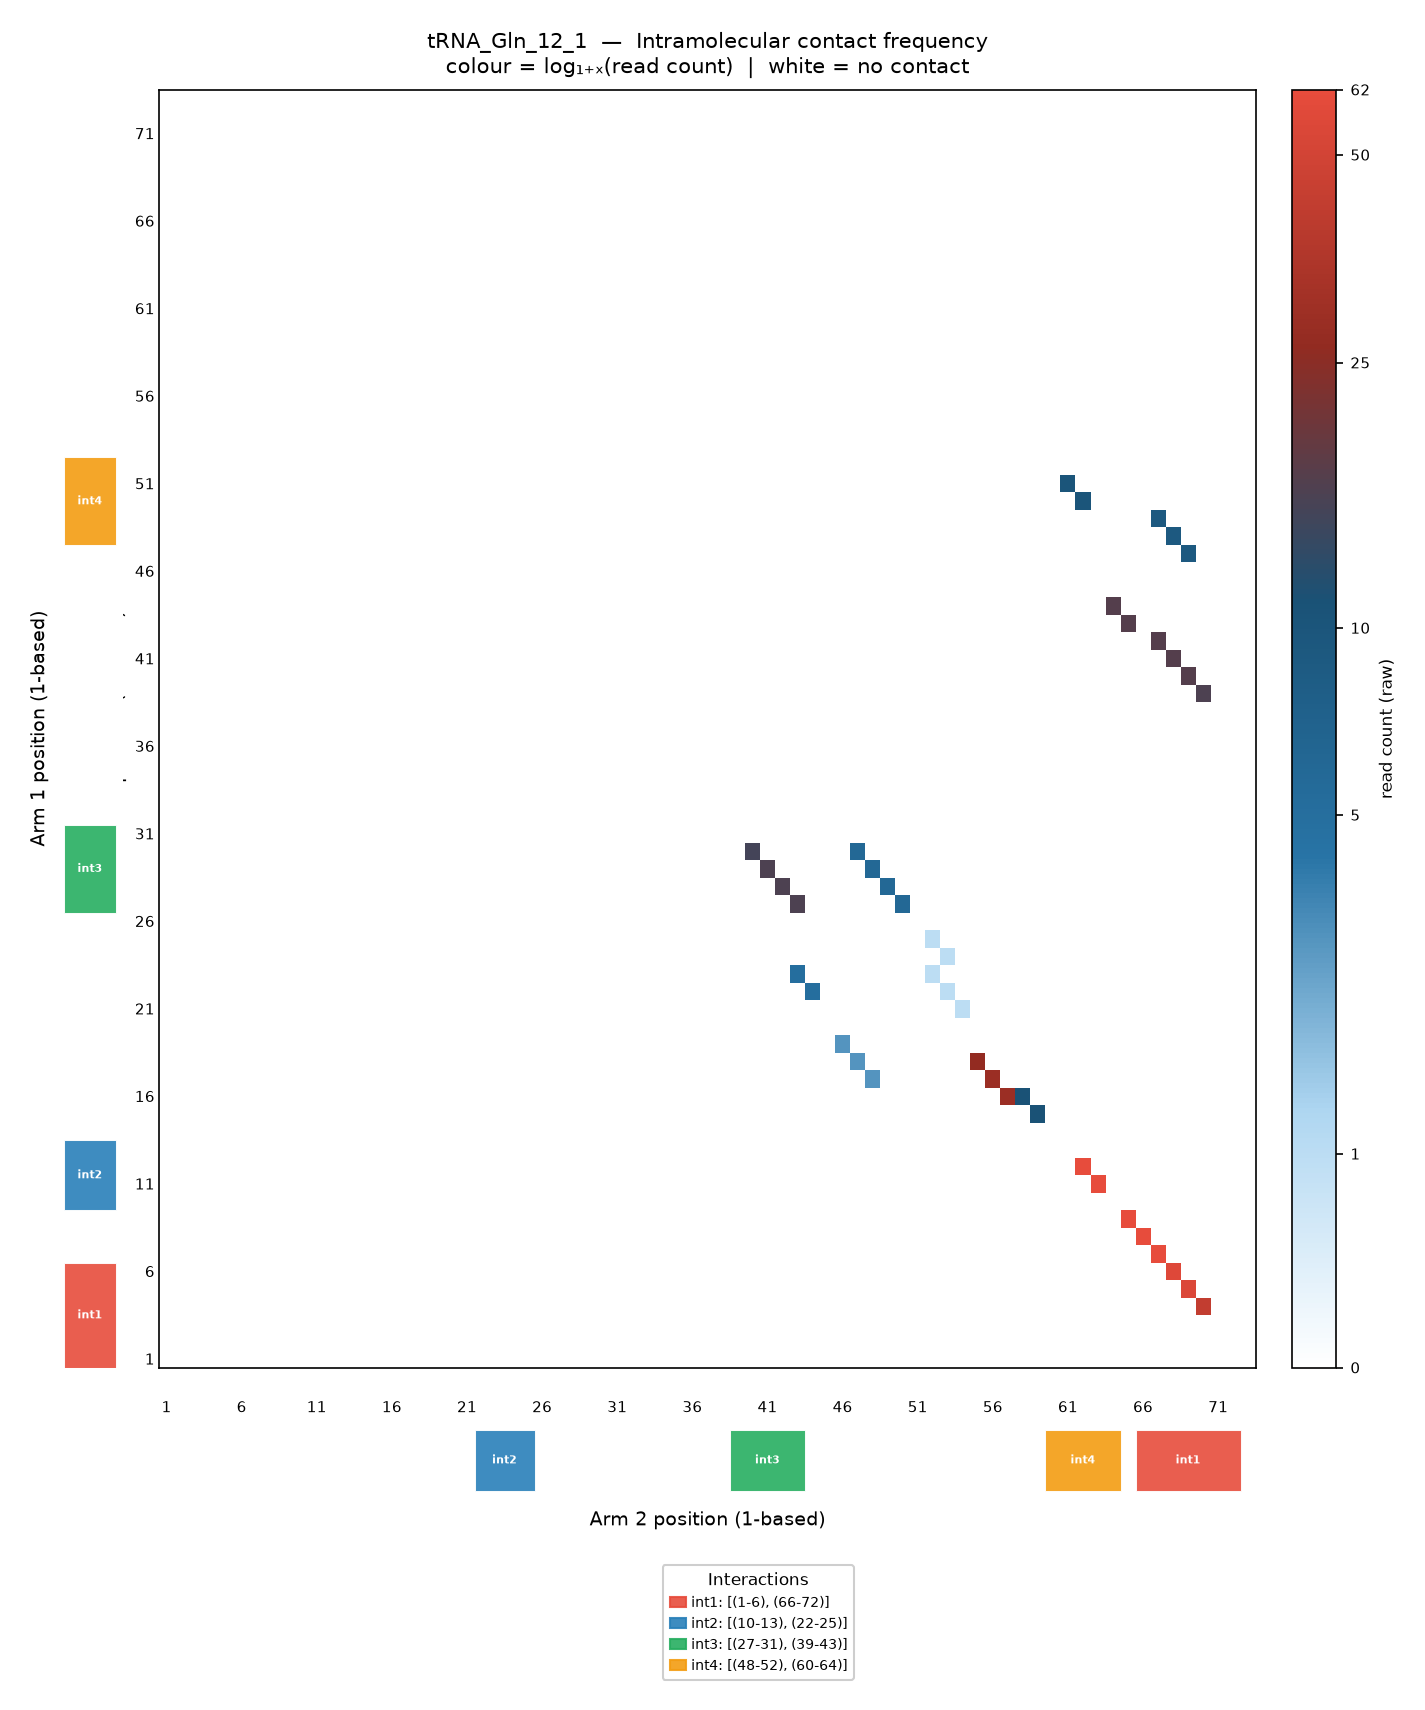 tRNA_Gln_12_1 — Intramolecular contact frequency
colour = log₁₊ₓ(read count) | white = no contact
71
66
61
56
51
46
41
36
31
26
21
16
11
6
1
int4
int3
int2
int1
Arm 1 position (1-based)
1 6 11 16 21 26 31 36 41 46 51 56 61 66 71
int2 int3 int4 int1
Arm 2 position (1-based)
62
50
25
10
5
1
0
read count (raw)
Interactions
int1: [(1-6), (66-72)]
int2: [(10-13), (22-25)]
int3: [(27-31), (39-43)]
int4: [(48-52), (60-64)]